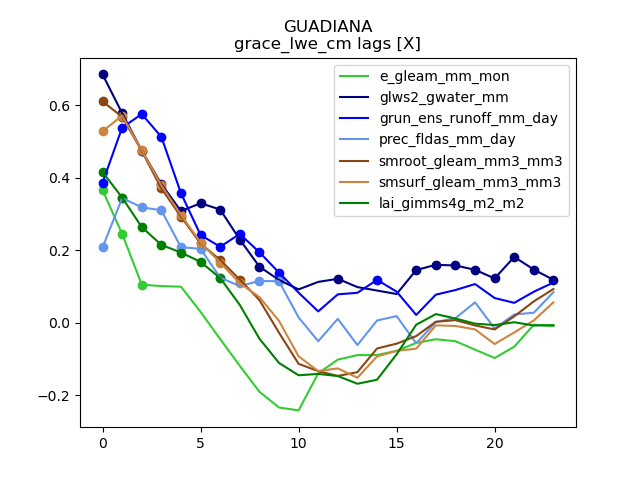 GUADIANA
grace_lwe_cm lags [X]
e_gleam_mm_mon
glws2_gwater_mm
grun_ens_runoff_mm_day
prec_fldas_mm_day
smroot_gleam_mm3_mm3
smsurf_gleam_mm3_mm3
lai_gimms4g_m2_m2
0.6
0.4
0.2
0.0
−0.2
0 5 10 15 20